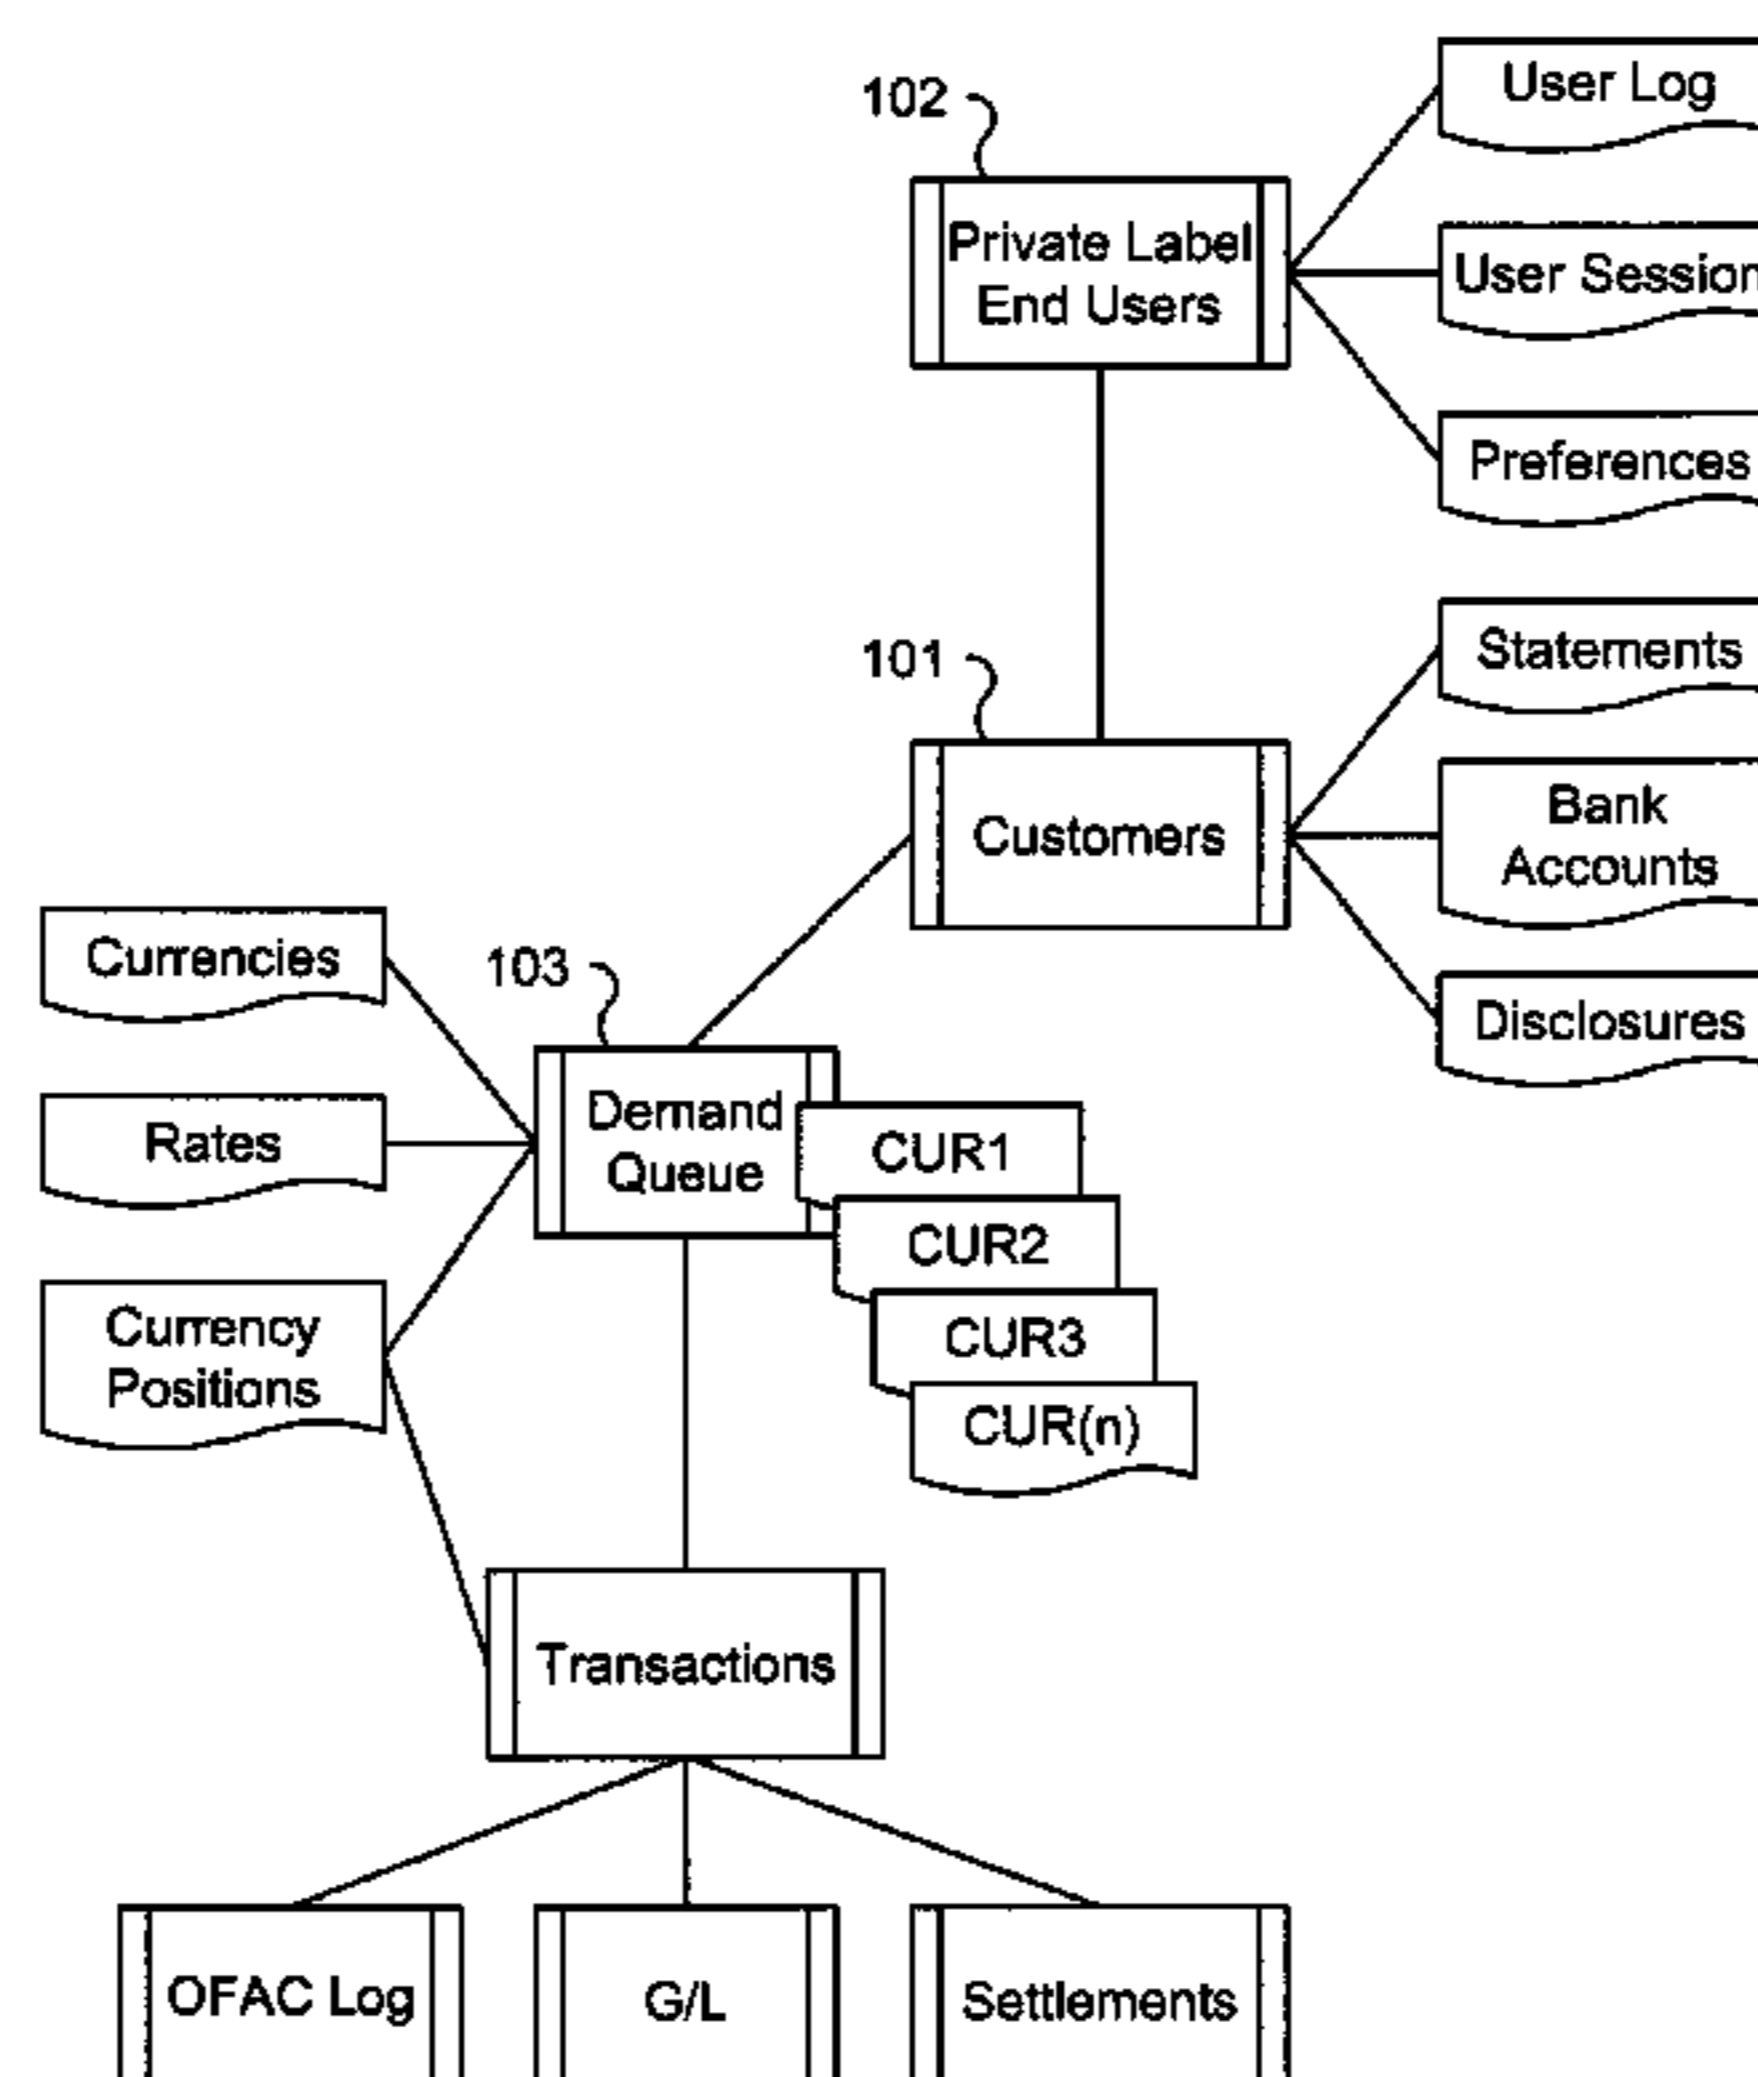 102
User Log
Private Label
End Users
User Session
Preferences
101
Statements
Customers
Bank
Accounts
Currencies
103
Disclosures
Rates
Demand
Queue
CUR1
CUR2
Currency
Positions
CUR3
CUR(n)
Transactions
OFAC Log
G/L
Settlements